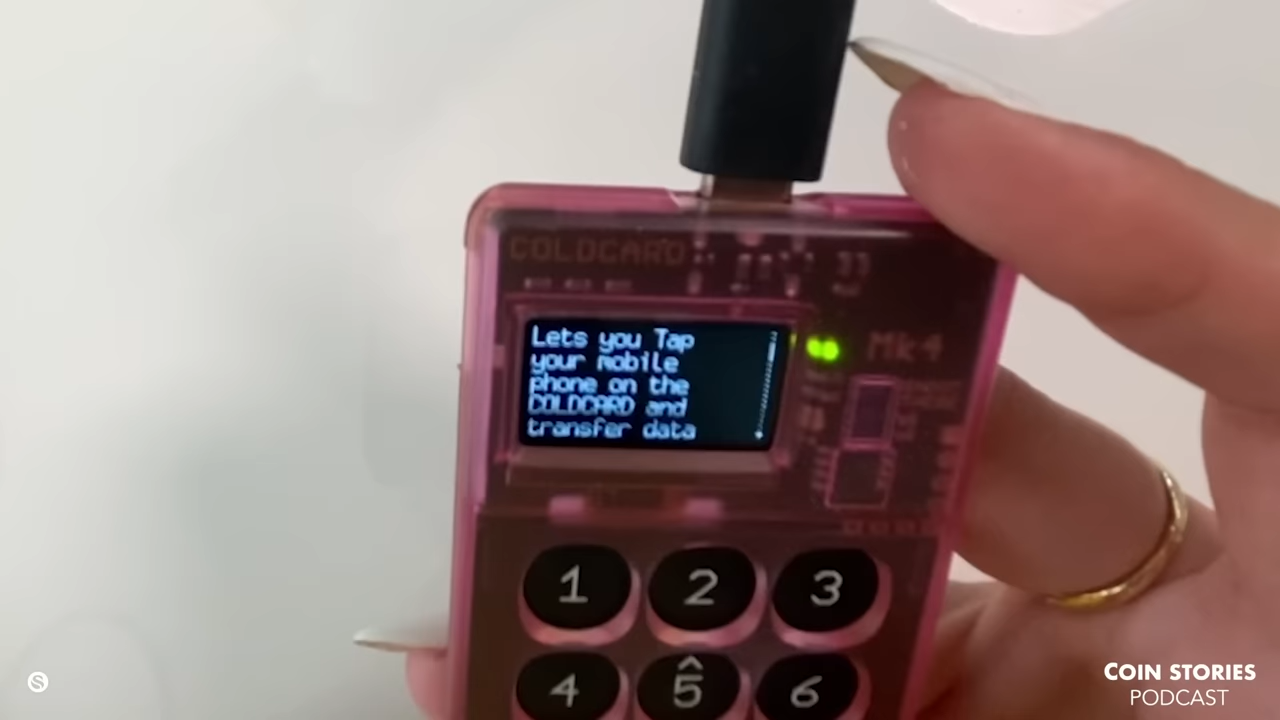 COLDCARD
Mk4
Lets you Tap
your mobile
phone on the
COLDCARD and
transfer data
1 2 3
4 5 6
COIN STORIES
PODCAST